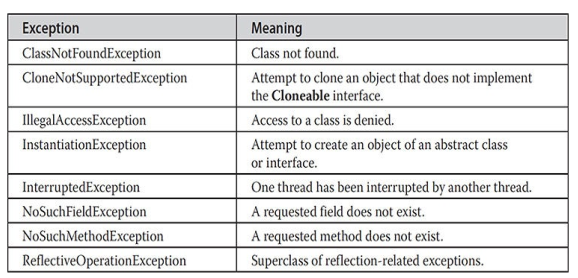 Exception Meaning
ClassNotFoundException Class not found.
CloneNotSupportedException Attempt to clone an object that does not implement
the Cloneable interface.
IllegalAccessException Access to a class is denied.
InstantiationException Attempt to create an object of an abstract class
or interface.
InterruptedException One thread has been interrupted by another thread.
NoSuchFieldException A requested field does not exist.
NoSuchMethodException A requested method does not exist.
ReflectiveOperationException Superclass of reflection-related exceptions.